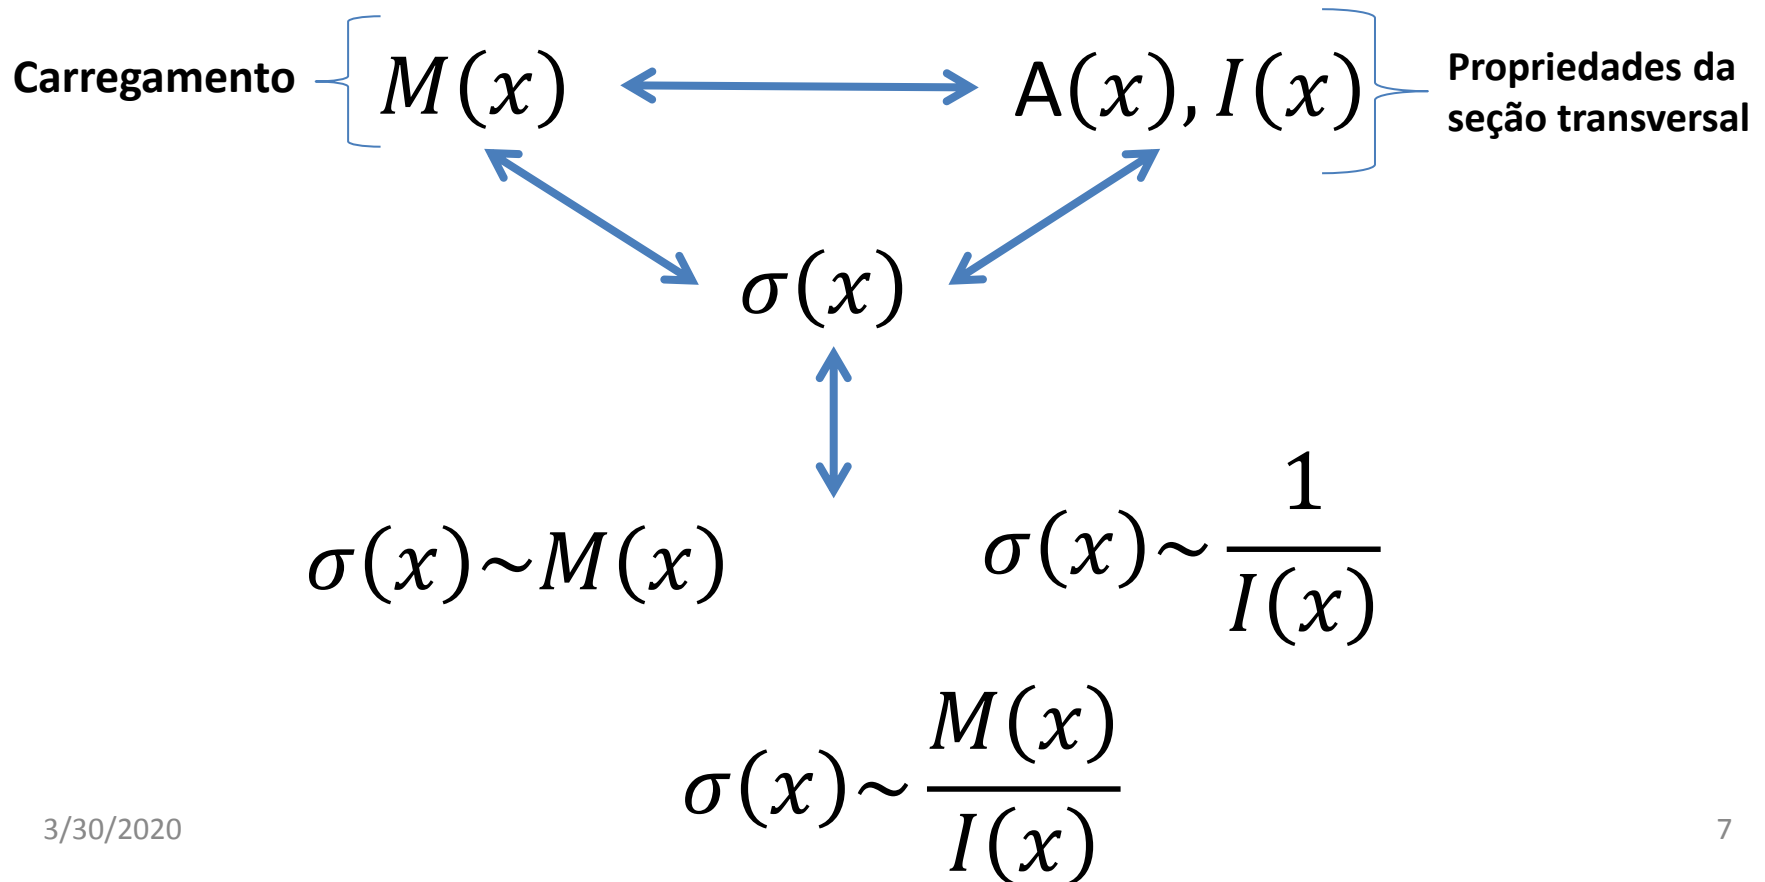 Carregamento M(x) A(x), I(x) Propriedades da
seção transversal
σ(x)
σ(x)~M(x) σ(x)~ 1/I(x)
σ(x)~ M(x)/I(x)
3/30/2020 7